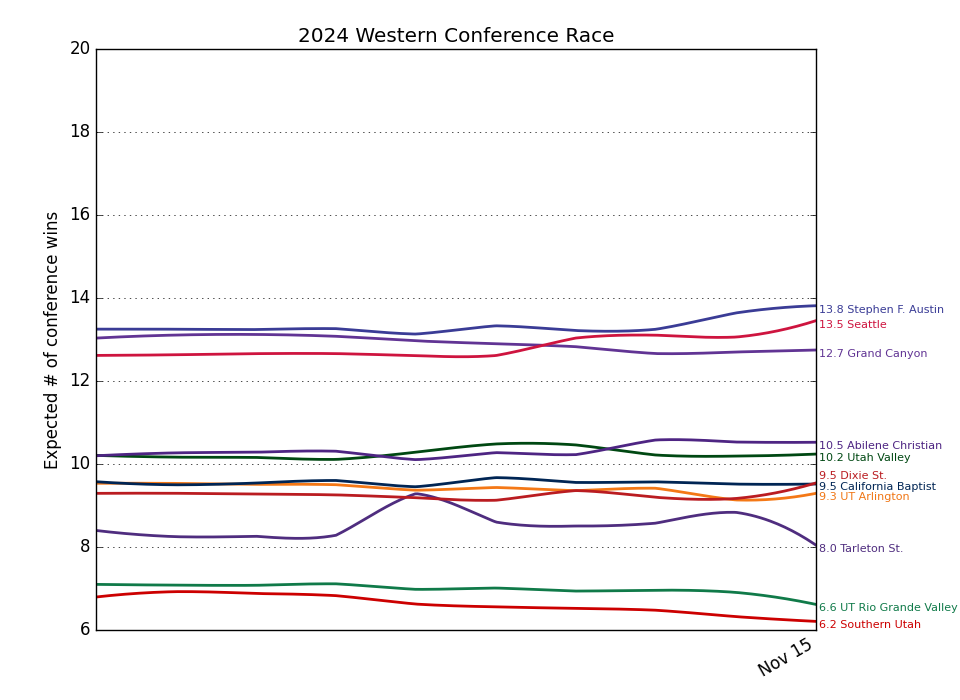 2024 Western Conference Race
Expected # of conference wins
20
18
16
14
12
10
8
6
13.8 Stephen F. Austin
13.5 Seattle
12.7 Grand Canyon
10.5 Abilene Christian
10.2 Utah Valley
9.5 Dixie St.
9.5 California Baptist
9.3 UT Arlington
8.0 Tarleton St.
6.6 UT Rio Grande Valley
6.2 Southern Utah
Nov 15